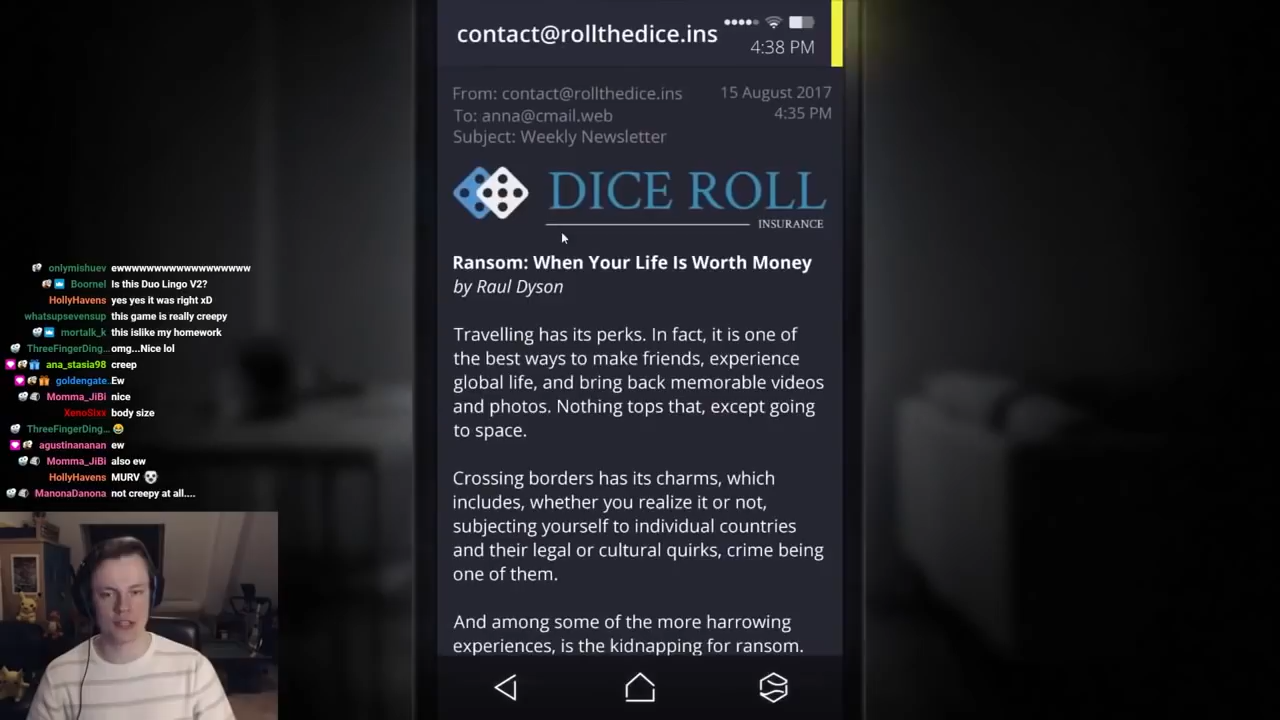 contact@rollthedice.ins
4:38 PM
From: contact@rollthedice.ins
15 August 2017
To: anna@cmail.web
4:35 PM
Subject: Weekly Newsletter
DICE ROLL
INSURANCE
Ransom: When Your Life Is Worth Money
by Raul Dyson
Travelling has its perks. In fact, it is one of
the best ways to make friends, experience
global life, and bring back memorable videos
and photos. Nothing tops that, except going
to space.
Crossing borders has its charms, which
includes, whether you realize it or not,
subjecting yourself to individual countries
and their legal or cultural quirks, crime being
one of them.
And among some of the more harrowing
experiences, is the kidnapping for ransom.
onlymishuev ewwwwwwwwwwwwwwwwwww
Boornel Is this Duo Lingo V2?
HollyHavens yes yes it was right xD
whatsupsevensup this game is really creepy
mortalk_k this islike my homework
ThreeFingerDing... omg...Nice lol
ana_stasia98 creep
goldengate... Ew
Momma_JiBi nice
XenoSixx body size
ThreeFingerDing... 😂
agustinananan ew
Momma_JiBi also ew
HollyHavens MURV
ManonaDanona not creepy at all....